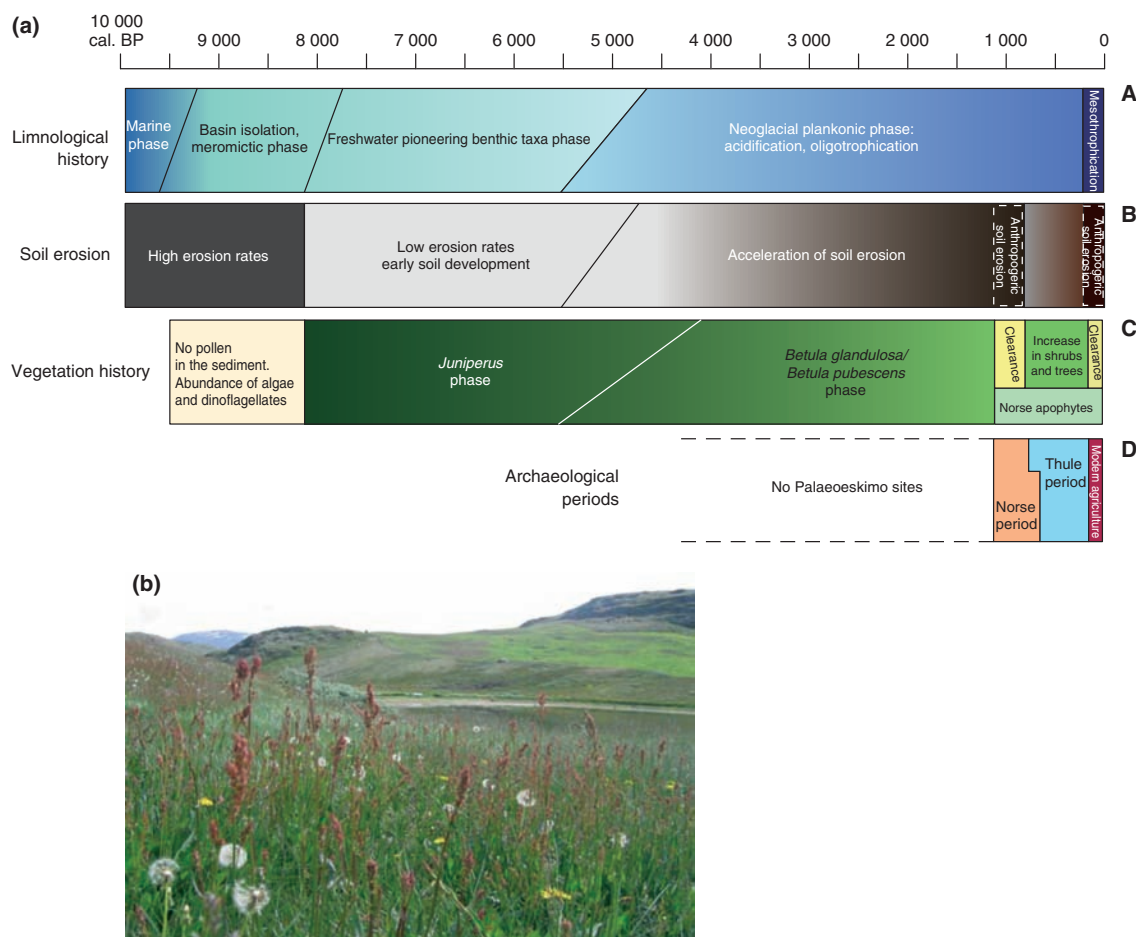 (a)
10 000
cal. BP
9 000
8 000
7 000
6 000
5 000
4 000
3 000
2 000
1 000
0
A
Limnological
history
Marine
phase
Basin isolation,
meromictic phase
Freshwater pioneering benthic taxa phase
Neoglacial plankonic phase:
acidification, oligotrophication
Mesothrophication
B
Soil erosion
High erosion rates
Low erosion rates
early soil development
Acceleration of soil erosion
Anthropogenic
soil erosion
Anthropogeric
soil erosion
C
Vegetation history
No pollen
in the sediment.
Abundance of algae
and dinoflagellates
Juniperus
phase
Betula glandulosa/
Betula pubescens
phase
Clearance
Increase
in shrubs
and trees
Clearance
Norse apophytes
D
Archaeological
periods
No Palaeoeskimo sites
Norse
period
Thule
period
Modern agriculture
(b)